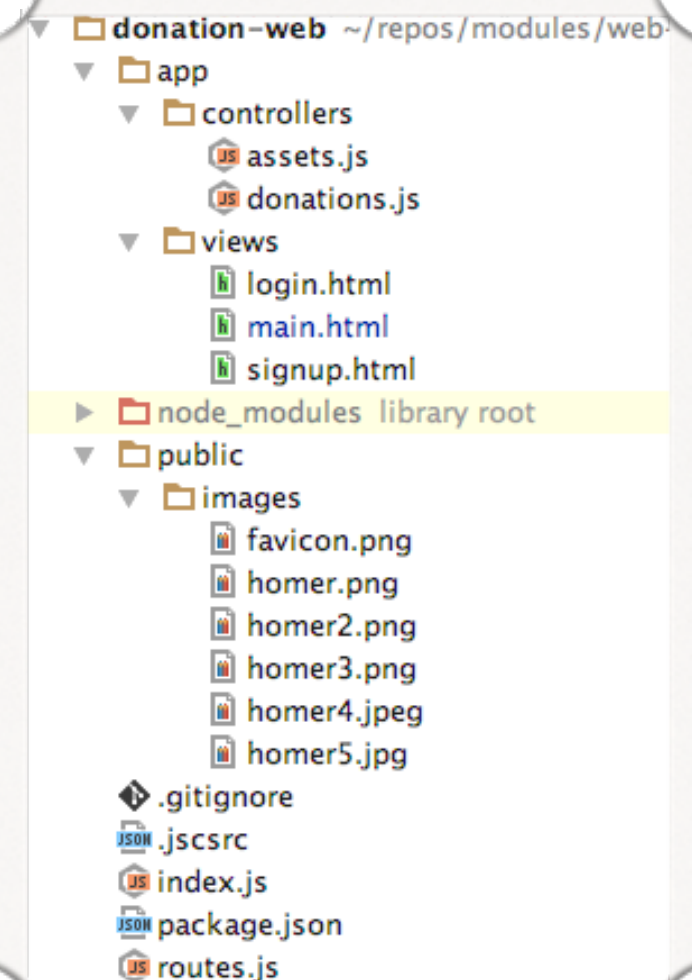 donation-web ~/repos/modules/web-
app
controllers
assets.js
donations.js
views
login.html
main.html
signup.html
node_modules library root
public
images
favicon.png
homer.png
homer2.png
homer3.png
homer4.jpeg
homer5.jpg
.gitignore
.jscsrc
index.js
package.json
routes.js